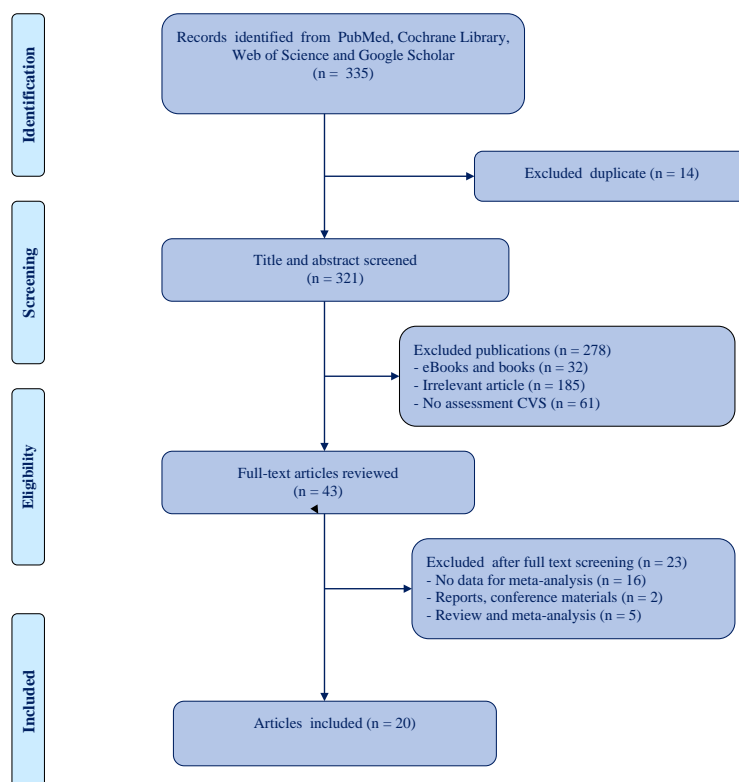 Identification
Records identified from PubMed, Cochrane Library,
Web of Science and Google Scholar
(n = 335)
Excluded duplicate (n = 14)
Screening
Title and abstract screened
(n = 321)
Excluded publications (n = 278)
- eBooks and books (n = 32)
- Irrelevant article (n = 185)
- No assessment CVS (n = 61)
Eligibility
Full-text articles reviewed
(n = 43)
Excluded after full text screening (n = 23)
- No data for meta-analysis (n = 16)
- Reports, conference materials (n = 2)
- Review and meta-analysis (n = 5)
Included
Articles included (n = 20)